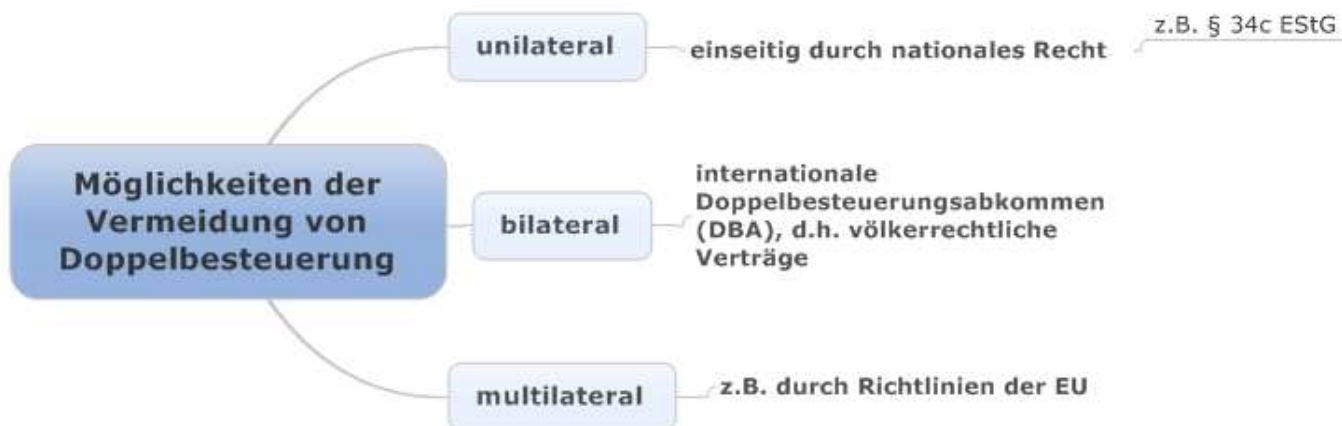 unilateral
einseitig durch nationales Recht
z.B. § 34c EStG
Möglichkeiten der
Vermeidung von
Doppelbesteuerung
bilateral
internationale
Doppelbesteuerungsabkommen
(DBA), d.h. völkerrechtliche
Verträge
multilateral
z.B. durch Richtlinien der EU